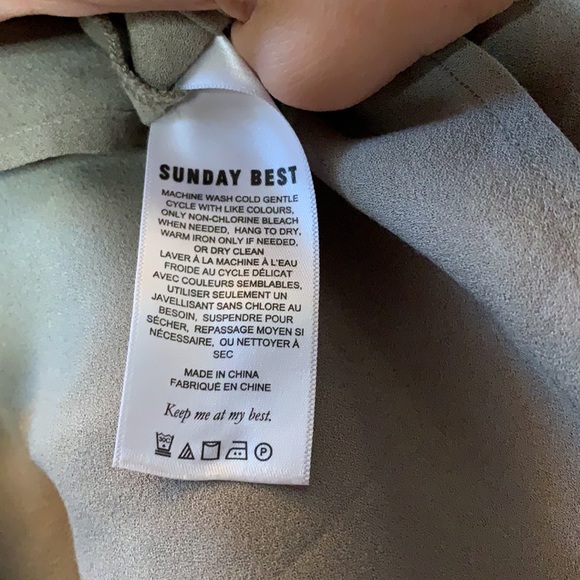 SUNDAY BEST
MACHINE WASH COLD GENTLE
CYCLE WITH LIKE COLOURS,
ONLY NON-CHLORINE BLEACH
WHEN NEEDED, HANG TO DRY,
WARM IRON ONLY IF NEEDED,
OR DRY CLEAN
LAVER À LA MACHINE À L'EAU
FROIDE AU CYCLE DÉLICAT
AVEC COULEURS SEMBLABLES,
UTILISER SEULEMENT UN
JAVELLISANT SANS CHLORE AU
BESOIN, SUSPENDRE POUR
SÉCHER, REPASSAGE MOYEN SI
NÉCESSAIRE, OU NETTOYER À
SEC
MADE IN CHINA
FABRIQUÉ EN CHINE
Keep me at my best.
30C P